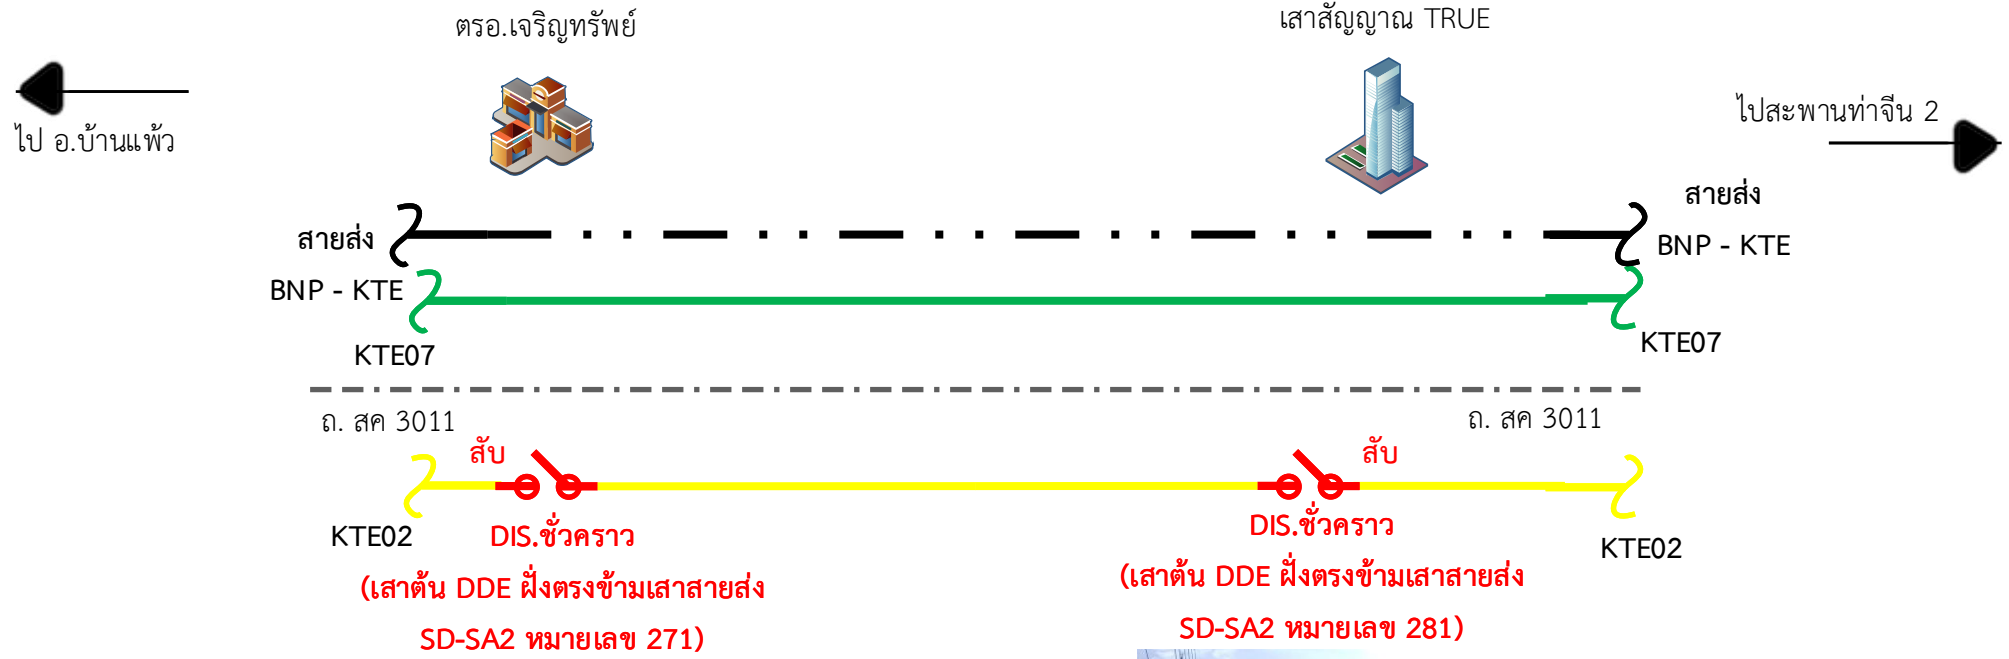 ตรอ.เจริญทรัพย์
เสาสัญญาณ TRUE
ไป อ.บ้านแพ้ว
ไปสะพานท่าจีน 2
สายส่ง
BNP - KTE
สายส่ง
BNP - KTE
KTE07
KTE07
ถ. สค 3011
ถ. สค 3011
สับ
สับ
KTE02
DIS.ชั่วคราว
(เสาต้น DDE ฝั่งตรงข้ามเสาสายส่ง
SD-SA2 หมายเลข 271)
DIS.ชั่วคราว
(เสาต้น DDE ฝั่งตรงข้ามเสาสายส่ง
SD-SA2 หมายเลข 281)
KTE02